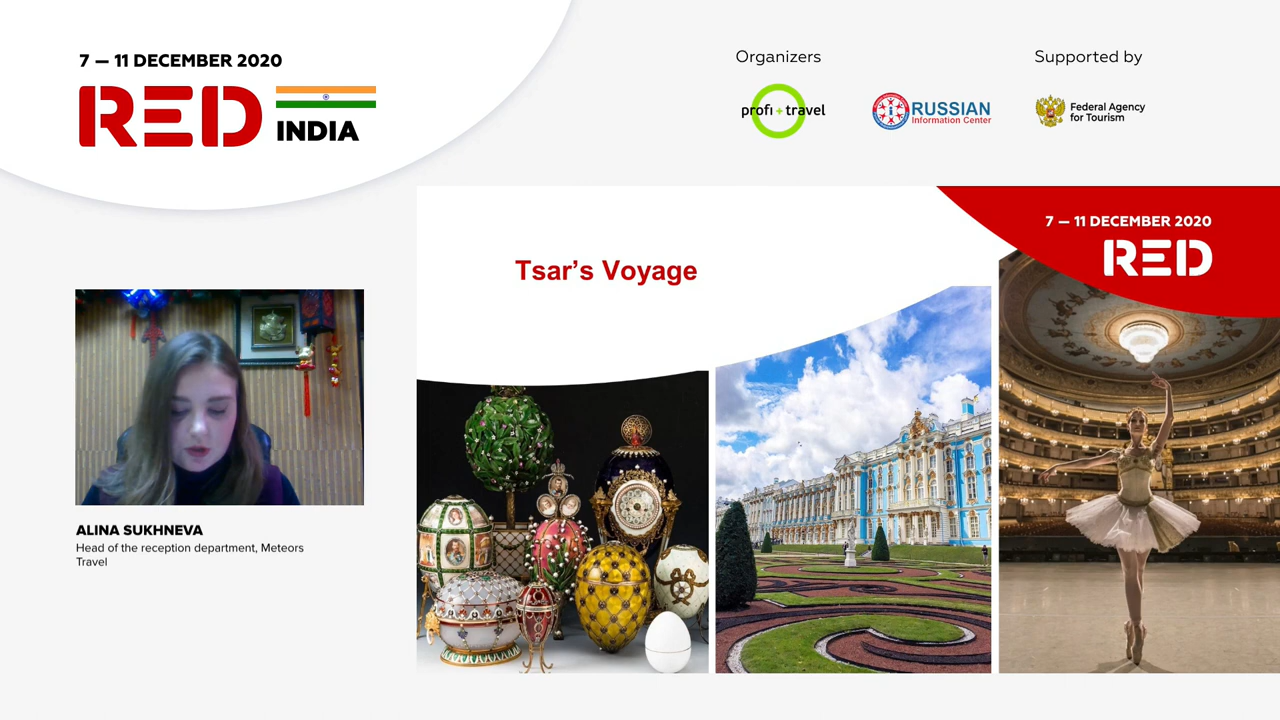 7 — 11 DECEMBER 2020
RED
INDIA
Organizers
Supported by
profi + travel
RUSSIAN
Information Center
Federal Agency
for Tourism
7 — 11 DECEMBER 2020
RED
Tsar’s Voyage
ALINA SUKHNEVA
Head of the reception department, Meteors
Travel